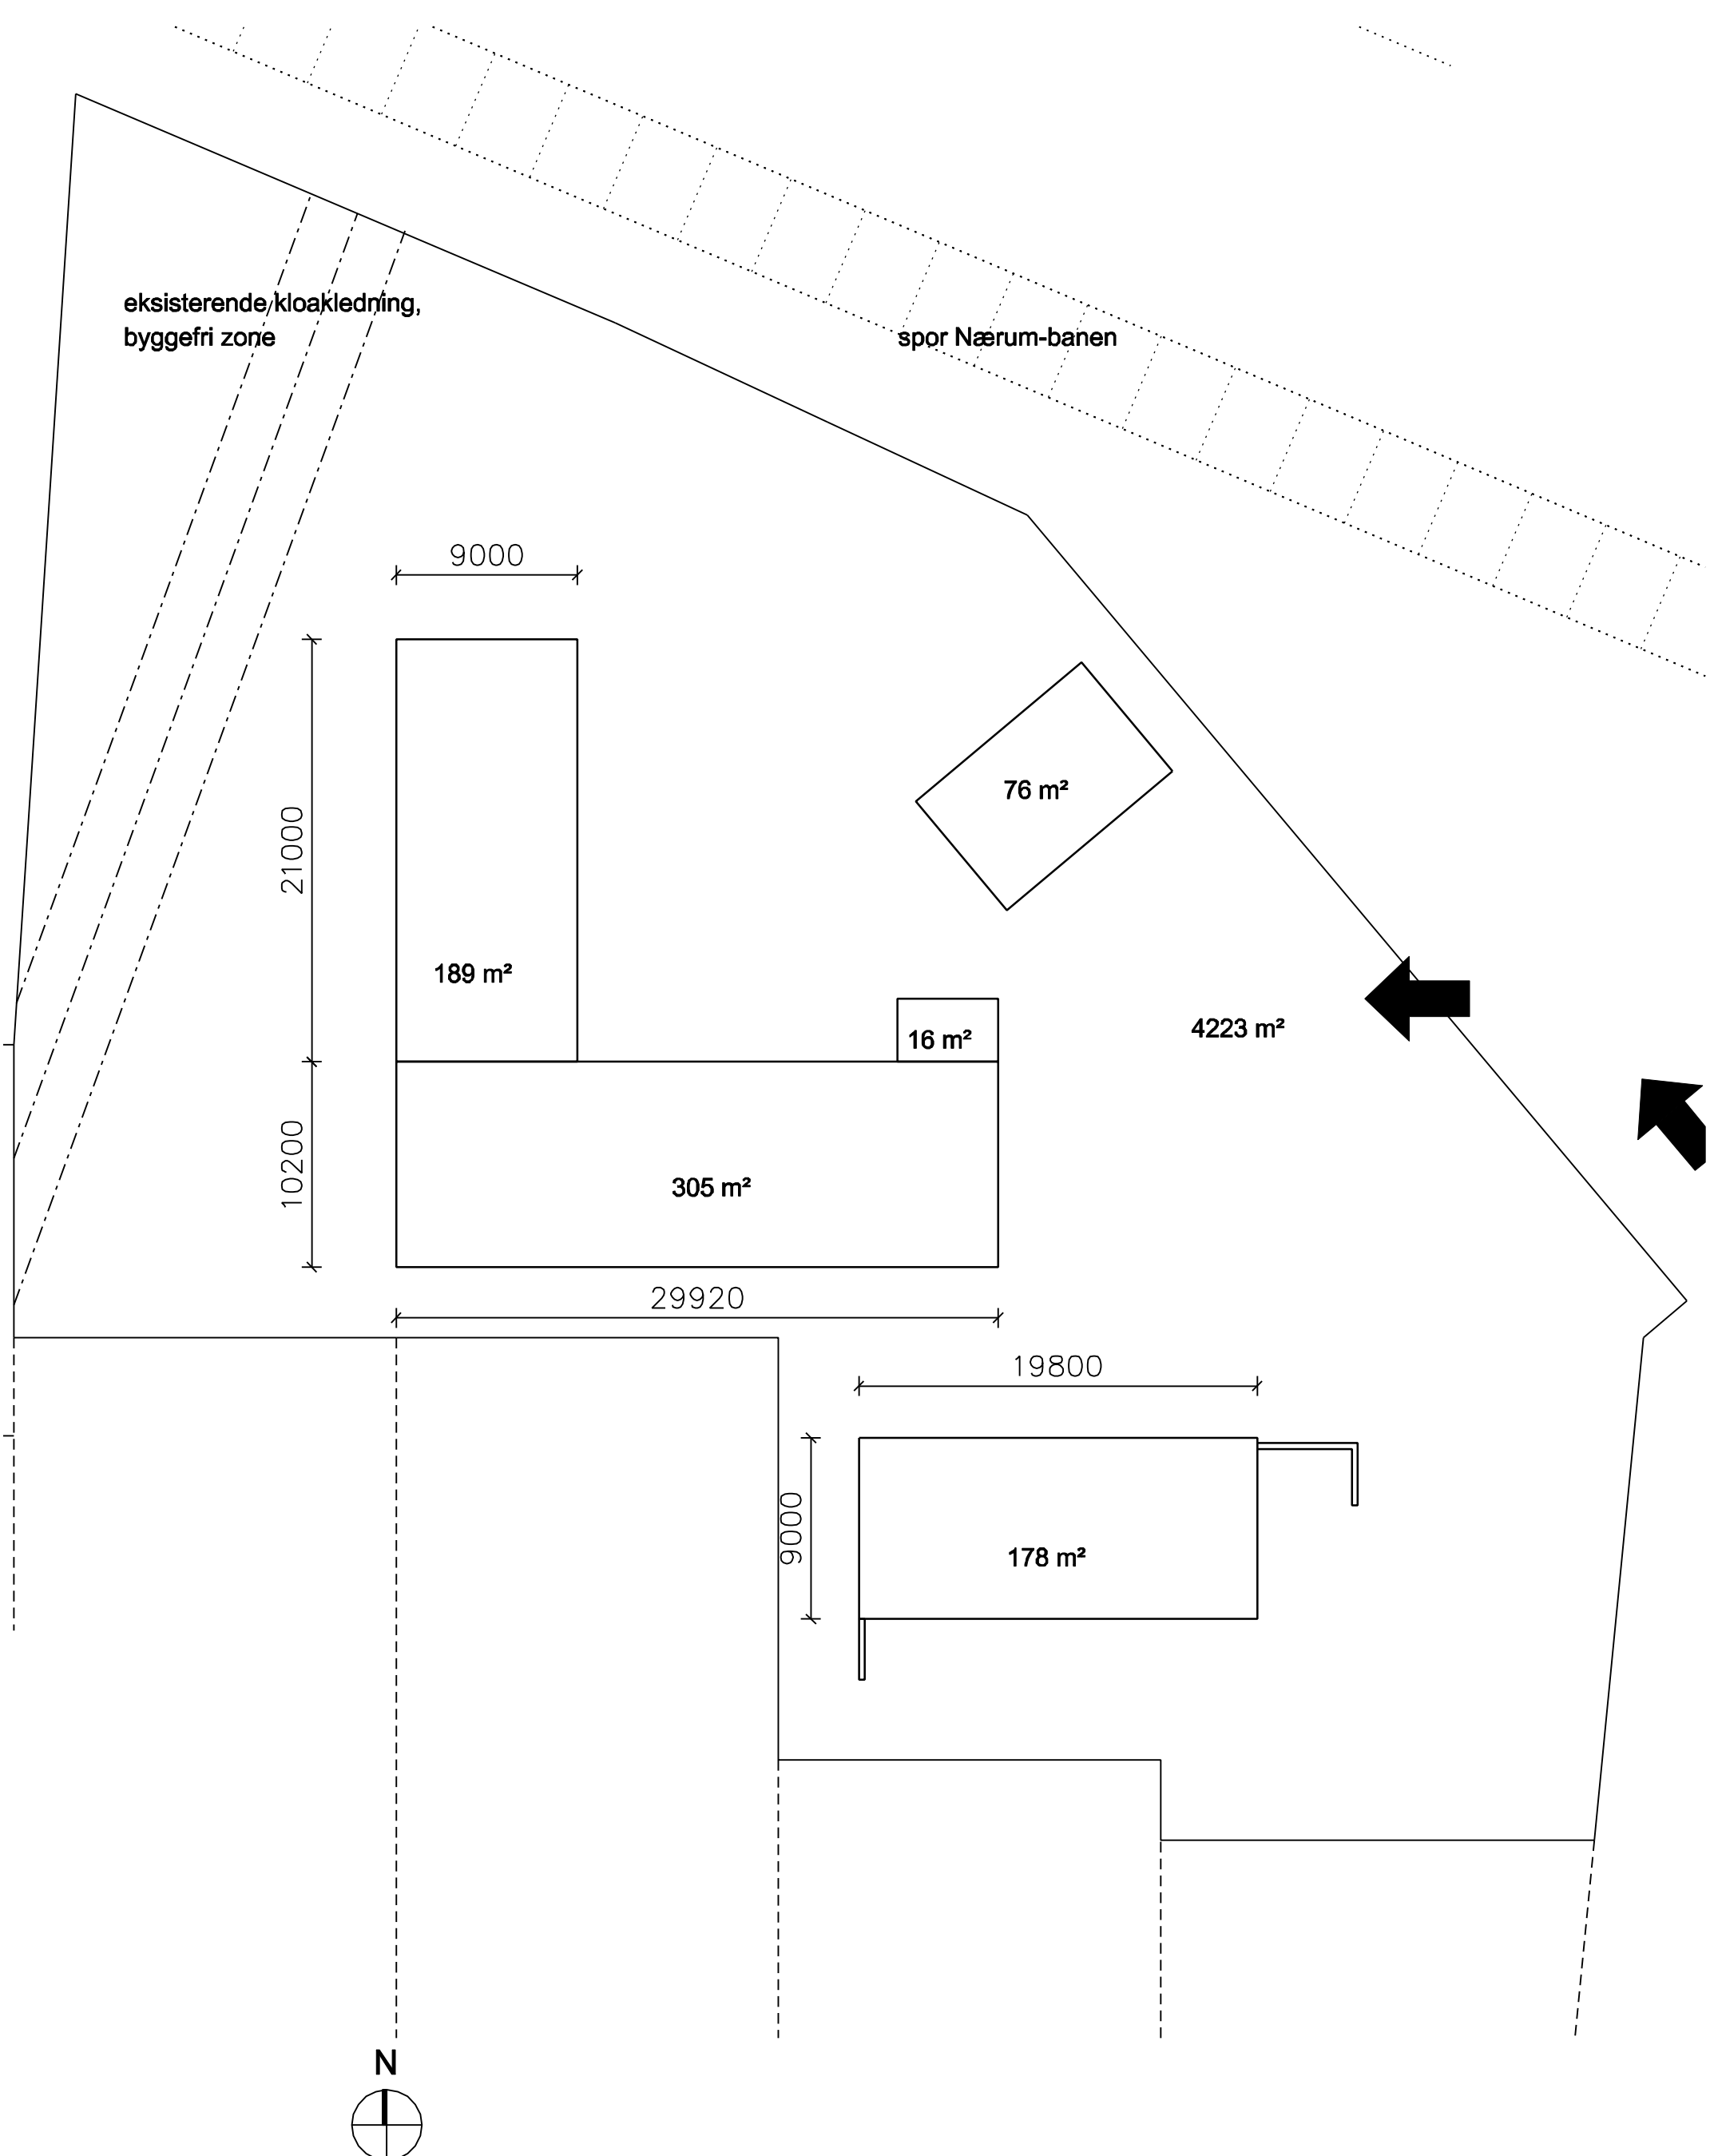 eksisterende kloakledning,
byggefri zone
spor Nærum-banen
9000
21000
76 m²
189 m²
16 m²
4223 m²
10200
305 m²
29920
19800
9000
178 m²
N